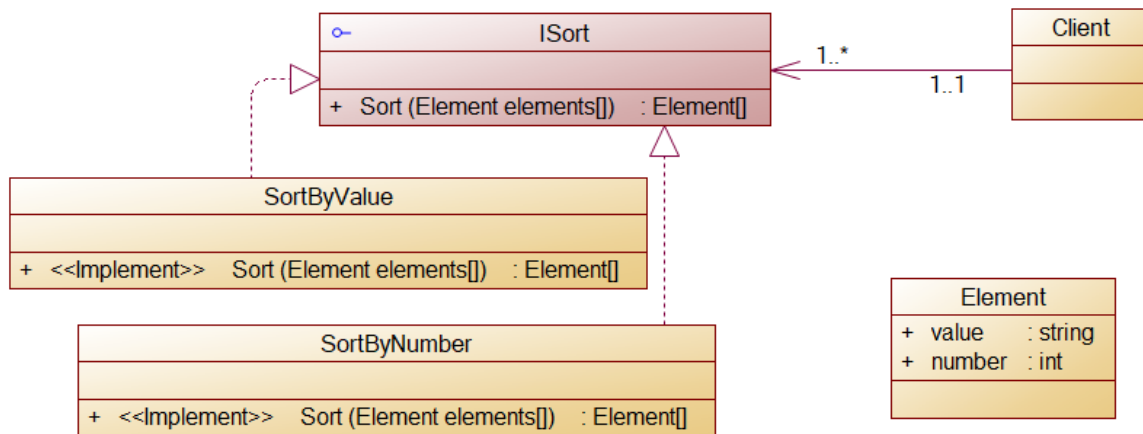 ISort
+ Sort (Element elements[]) : Element[]
Client
1..*
1..1
SortByValue
+ <<Implement>> Sort (Element elements[]) : Element[]
SortByNumber
+ <<Implement>> Sort (Element elements[]) : Element[]
Element
+ value : string
+ number : int